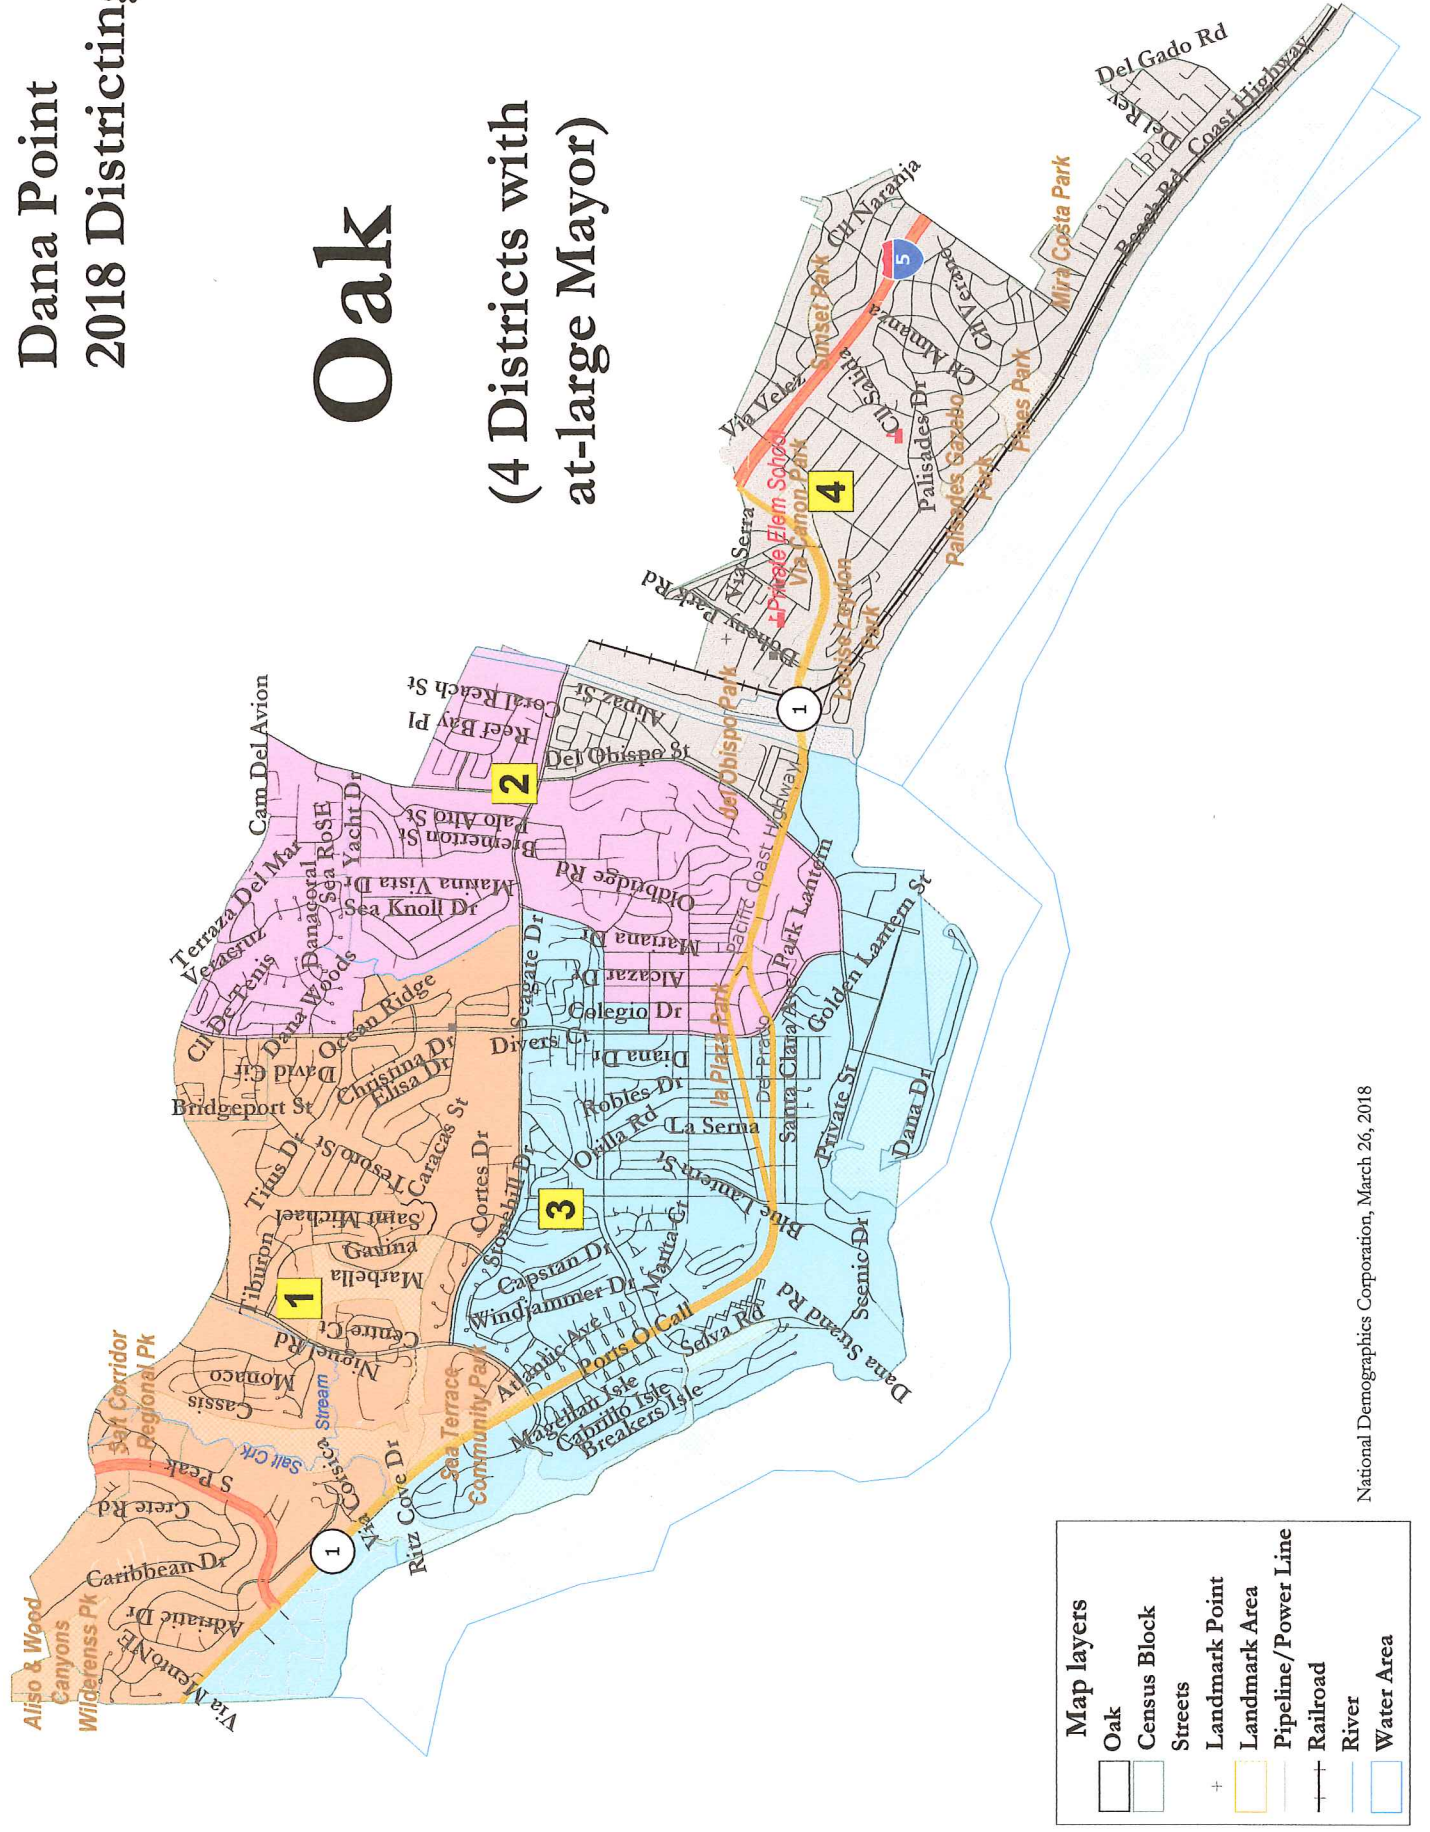 Dana Point
2018 Districting
Oak
(4 Districts with
at-large Mayor)
Aliso & Wood
Canyons
Wilderenss Pk
Salt Corridor
Regional Pk
Crete Rd
S Peak
Caribbean Dr
Adriatic Dr
MentoNE
Via M
Via Corsica
Salt Crk
Stream
Cassis
Monaco
Niguel Rd
Centre Ct
Tiburon
1
Marbella
Gavina
Saint Michael
Titus Dr
Tesoro St
Caracas St
Bridgeport St
David Cir
Christina Dr
Elisa Dr
Ocean Ridge
Cortes Dr
Stonehill Dr
Cll De Tenis
Dana Woods
Veracruz
Terraza Del Mar
Danacoral
Sea RoSE
Yacht Dr
Cam Del Avion
Sea Knoll Dr
Marina Vista Dr
Bremerton St
Palo Alto St
2
Reef Bay Pl
Coral Reach St
Alipaz St
Del Obispo St
del Obispo Park
Oldbridge Rd
Mariana Dr
Alcazar Dr
Colegio Dr
Seagate Dr
Divers Ct
Diana Dr
Robles Dr
Orilla Rd
La Serna
la Plaza Park
Del Prado
Santa Clara Ave
Pacific Coast Highway
Park Lantern
Golden Lantern St
Private St
Dana Dr
Blue Lantern St
Scenic Dr
Dana Strand Rd
Selva Rd
Manta Ct
3
Capstan Dr
Windjammer Dr
Atlantic Ave
Ports O Call
Magellan Isle
Cabrillo Isle
Breakers Isle
Sea Terrace
Community Park
Ritz Cove Dr
1
1
Doheny Park Rd
Via Serra
Private Elem School
Via Canon Park
Louise Leyton
Park
4
Via Velez
Sunset Park
Cll Naranja
5
Cll Salida
Cll Almanza
Cll Verano
Palisades Dr
Palisades Gazebo
Park
Pines Park
Mira Costa Park
Beach Rd
Coast Highway
Del Rey
Del Gado Rd
National Demographics Corporation, March 26, 2018
Map layers
Oak
Census Block
Streets
Landmark Point
Landmark Area
Pipeline/Power Line
Railroad
River
Water Area